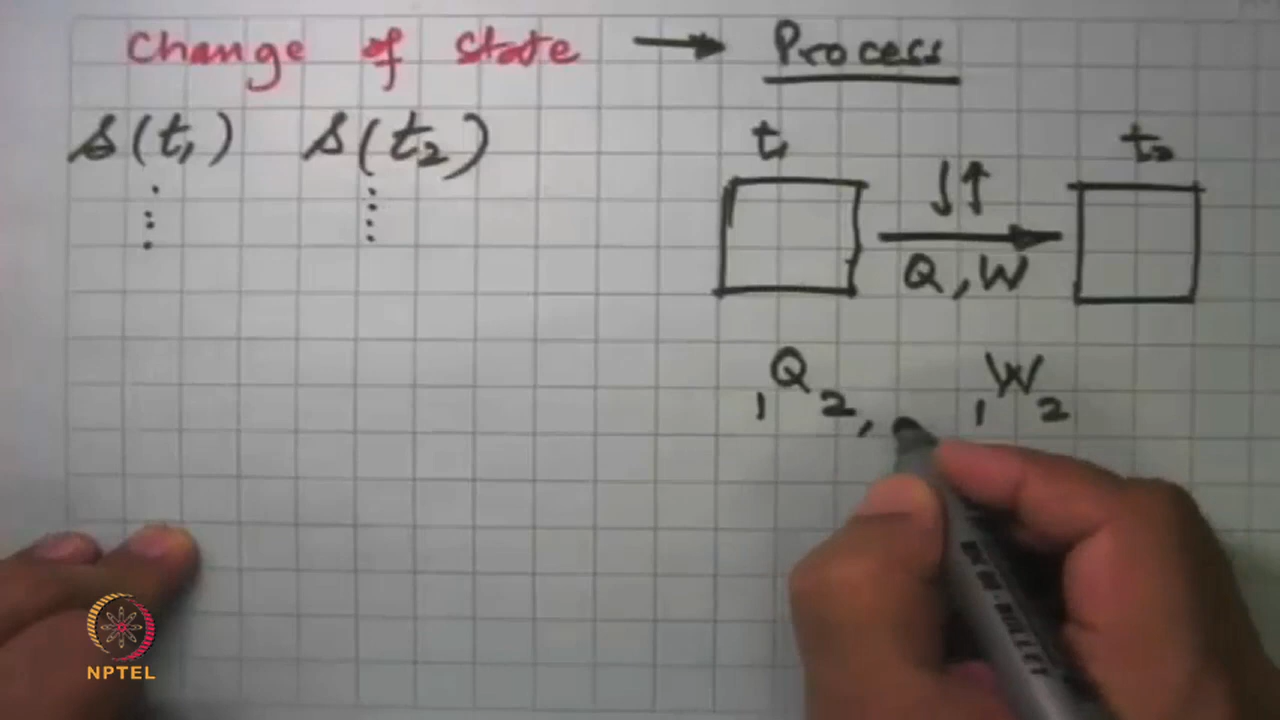 Change of State → Process
s(t₁) s(t₂)
t₁ t₂
↓↑
Q, W
₁Q₂, ₁W₂
NPTEL